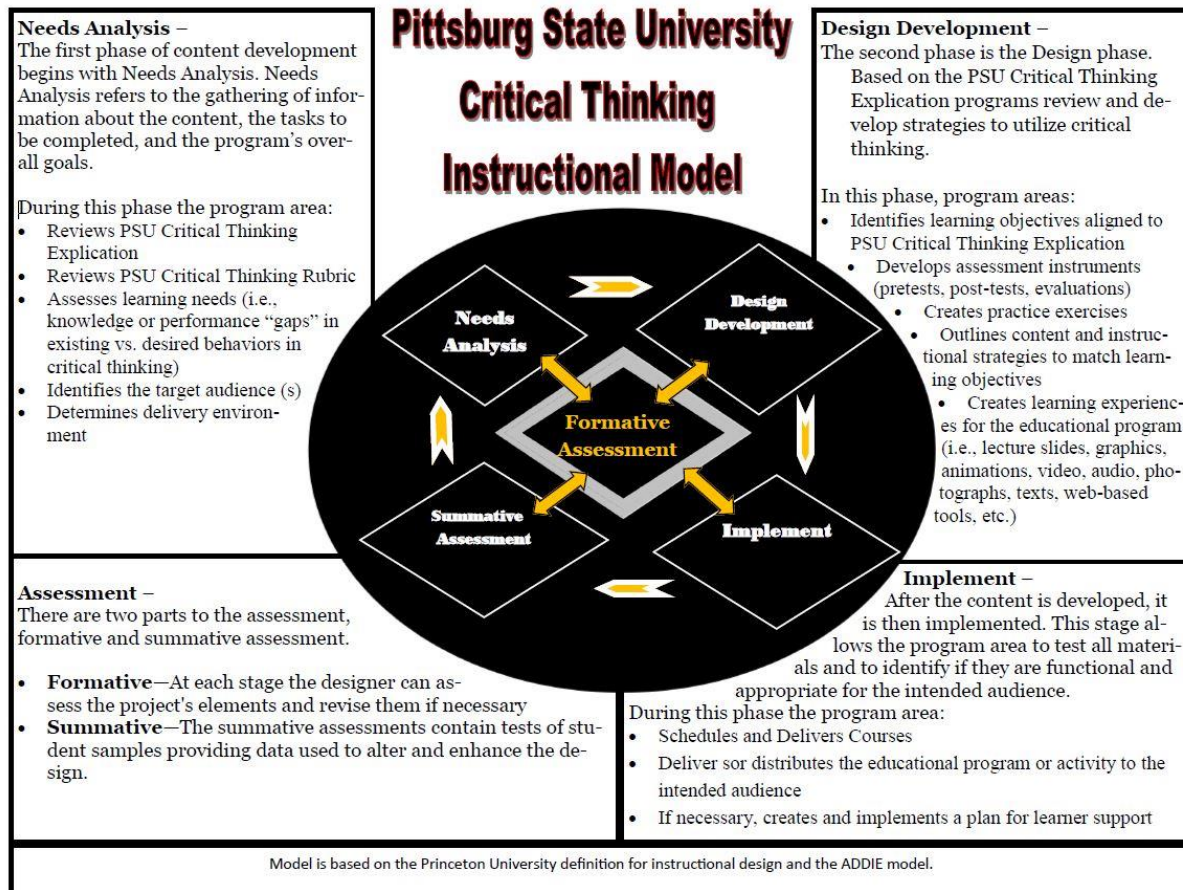 Pittsburg State University
Critical Thinking
Instructional Model
Needs Analysis –
The first phase of content development
begins with Needs Analysis. Needs
Analysis refers to the gathering of infor-
mation about the content, the tasks to
be completed, and the program's over-
all goals.
During this phase the program area:
• Reviews PSU Critical Thinking
Explication
• Reviews PSU Critical Thinking Rubric
• Assesses learning needs (i.e.,
knowledge or performance “gaps” in
existing vs. desired behaviors in
critical thinking)
• Identifies the target audience (s)
• Determines delivery environ-
ment
Design Development –
The second phase is the Design phase.
Based on the PSU Critical Thinking
Explication programs review and de-
velop strategies to utilize critical
thinking.
In this phase, program areas:
• Identifies learning objectives aligned to
PSU Critical Thinking Explication
• Develops assessment instruments
(pretests, post-tests, evaluations)
• Creates practice exercises
• Outlines content and instruc-
tional strategies to match learn-
ing objectives
• Creates learning experienc-
es for the educational program
(i.e., lecture slides, graphics,
animations, video, audio, pho-
tographs, texts, web-based
tools, etc.)
Needs
Analysis
Design
Development
Formative
Assessment
Summative
Assessment
Implement
Assessment –
There are two parts to the assessment,
formative and summative assessment.
• Formative—At each stage the designer can as-
sess the project's elements and revise them if necessary
• Summative—The summative assessments contain tests of stu-
dent samples providing data used to alter and enhance the de-
sign.
Implement –
After the content is developed, it
is then implemented. This stage al-
lows the program area to test all materi-
als and to identify if they are functional and
appropriate for the intended audience.
During this phase the program area:
• Schedules and Delivers Courses
• Deliver sor distributes the educational program or activity to the
intended audience
• If necessary, creates and implements a plan for learner support
Model is based on the Princeton University definition for instructional design and the ADDIE model.